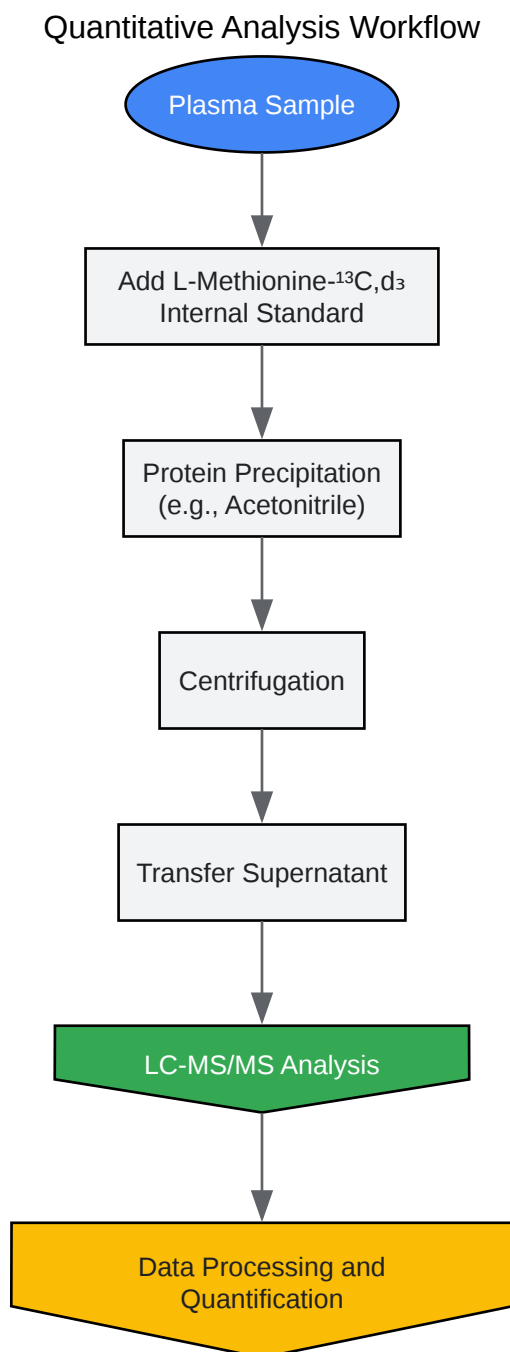 Quantitative Analysis Workflow
Plasma Sample
Add L-Methionine-¹³C,d₃
Internal Standard
Protein Precipitation
(e.g., Acetonitrile)
Centrifugation
Transfer Supernatant
LC-MS/MS Analysis
Data Processing and
Quantification